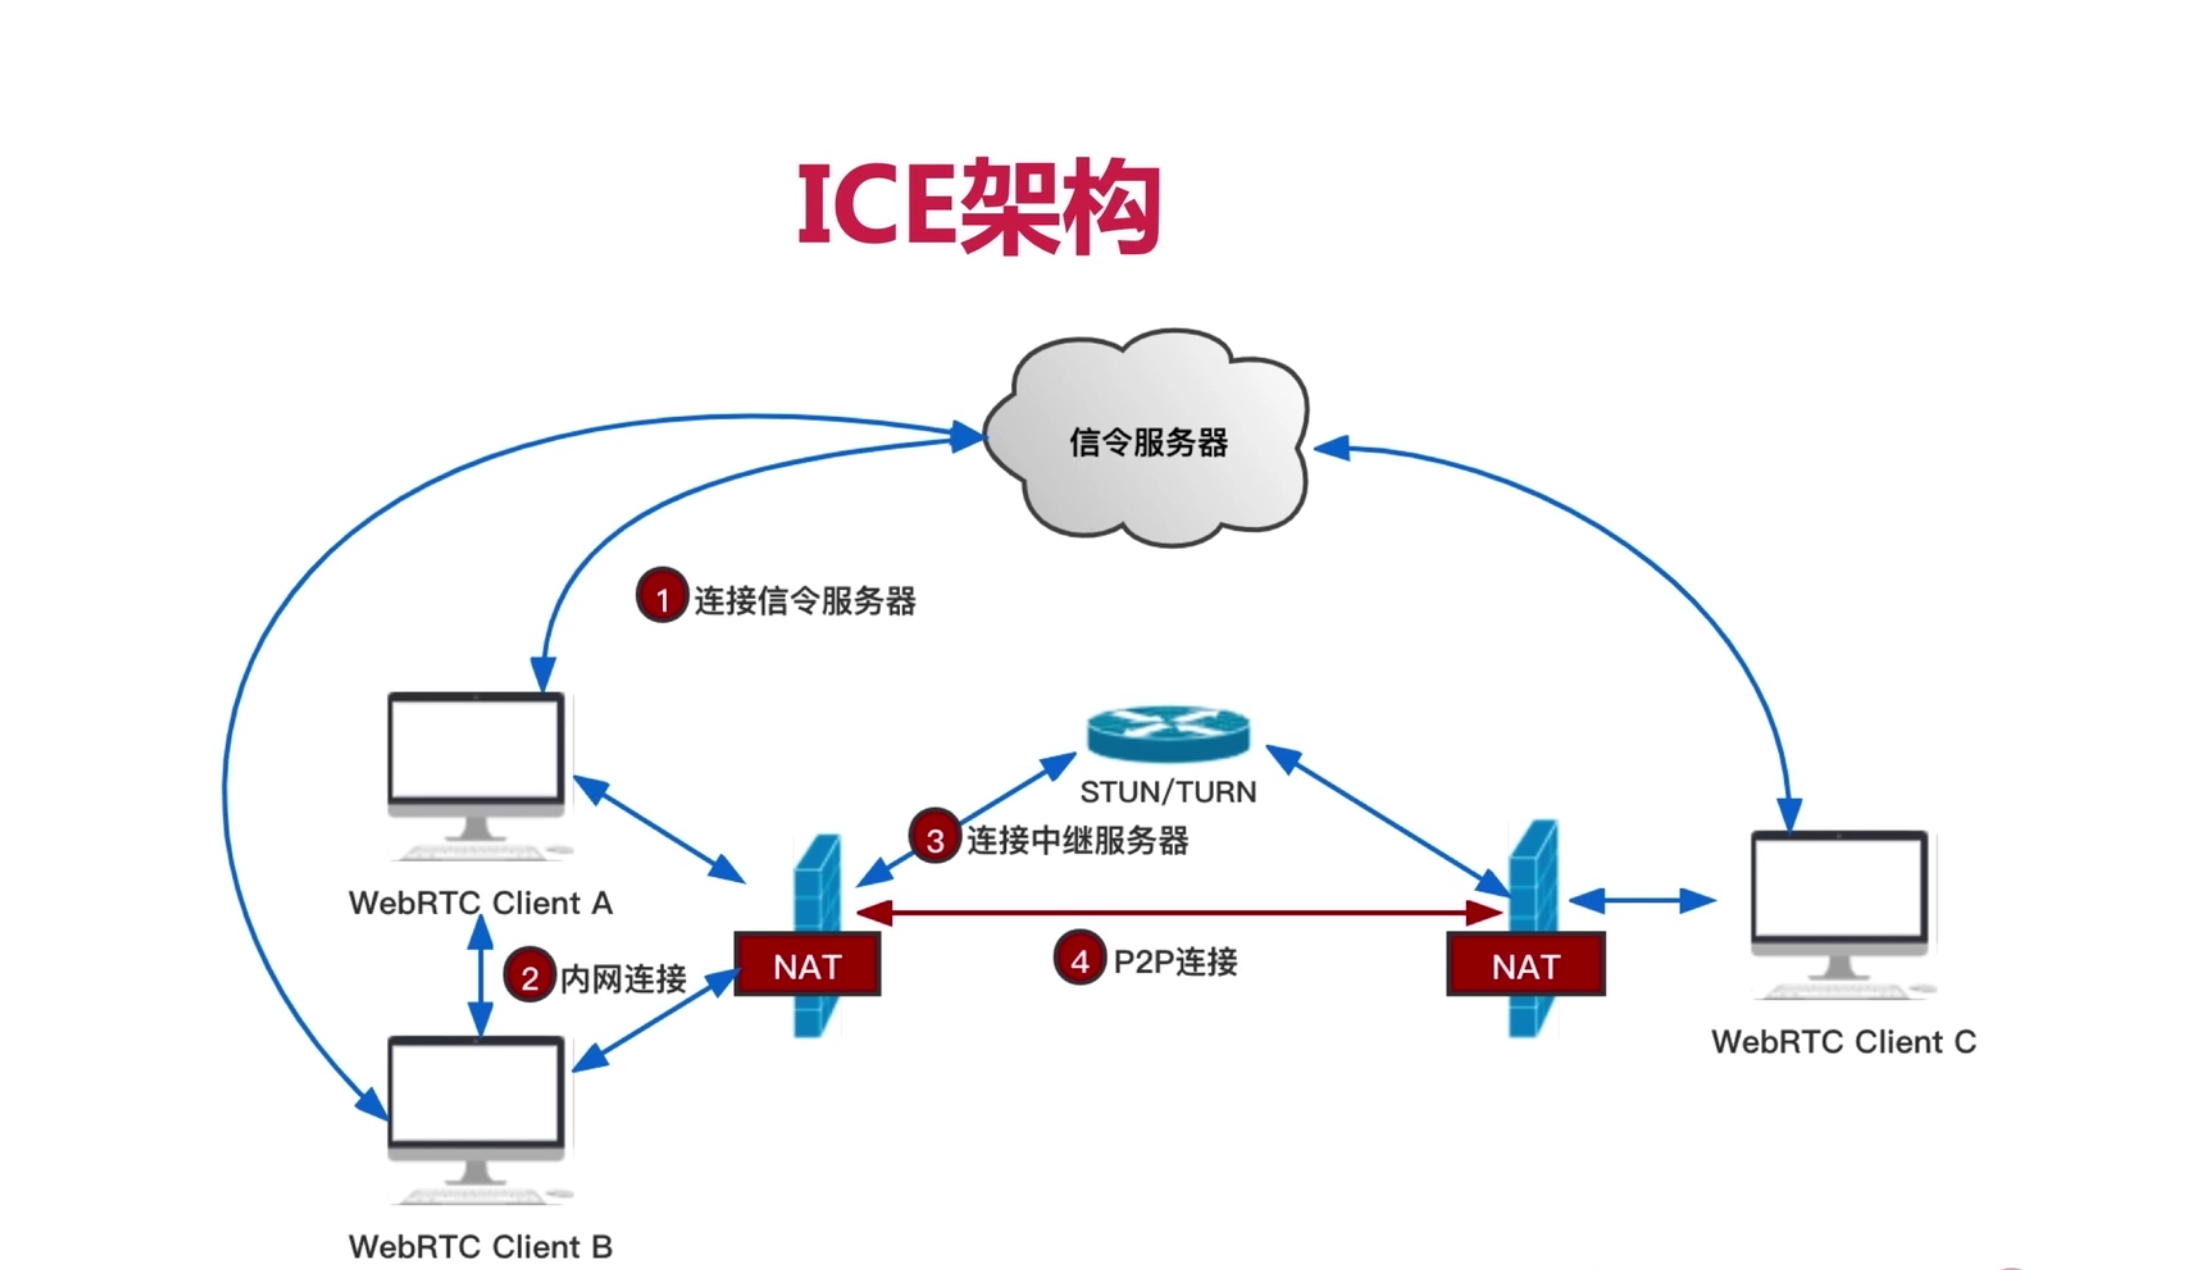 ICE架构
信令服务器
1 连接信令服务器
STUN/TURN
3 连接中继服务器
WebRTC Client A
2 内网连接
NAT
4 P2P连接
NAT
WebRTC Client C
WebRTC Client B